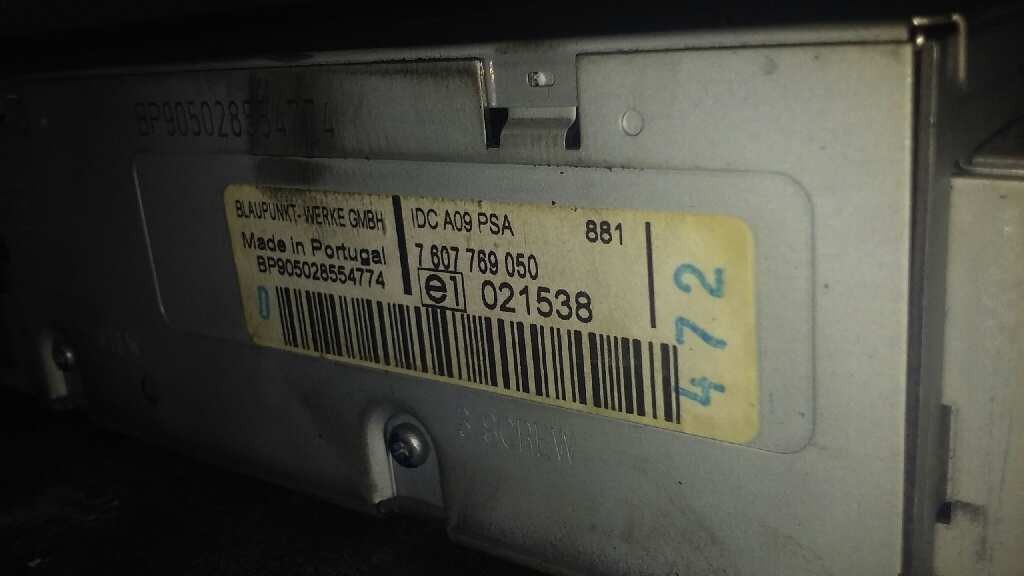 BP905028554774
BLAUPUNKT-WERKE GMBH
Made in Portugal
BP905028554774
IDC A09 PSA 881
7 607 769 050
e1 021538
0
472